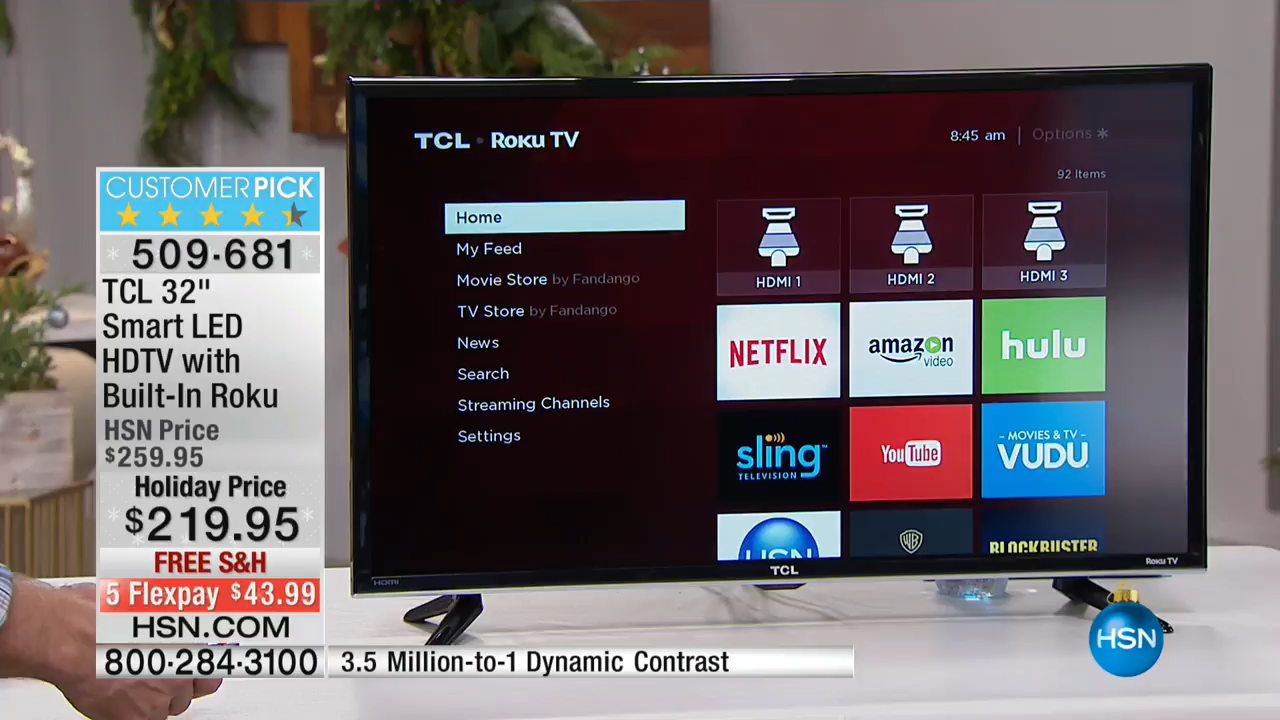 CUSTOMER PICK
509·681
TCL 32"
Smart LED
HDTV with
Built-In Roku
HSN Price
$259.95
Holiday Price
$219.95
FREE S&H
5 Flexpay $43.99
HSN.COM
800·284·3100
3.5 Million-to-1 Dynamic Contrast
TCL • Roku TV
8:45 am | Options *
92 Items
Home
My Feed
Movie Store by Fandango
TV Store by Fandango
News
Search
Streaming Channels
Settings
HDMI 1
HDMI 2
HDMI 3
NETFLIX
amazon
video
hulu
sling
TELEVISION
YouTube
- MOVIES & TV -
VUDU
HSN
WB
BLOCKBUSTER
HDMI
TCL
Roku TV
HSN